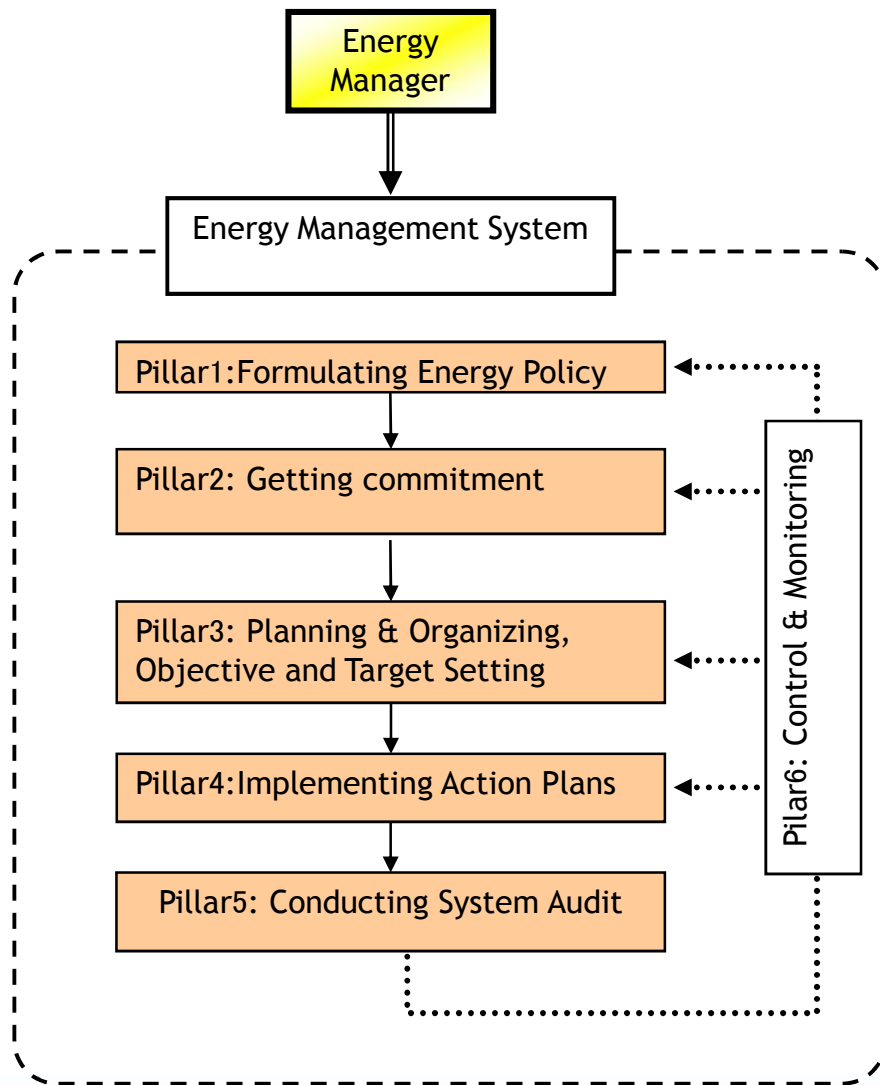 Energy
Manager
Energy Management System
Pillar1:Formulating Energy Policy
Pillar2: Getting commitment
Pillar3: Planning & Organizing,
Objective and Target Setting
Pillar4:Implementing Action Plans
Pillar5: Conducting System Audit
Pilar6: Control & Monitoring